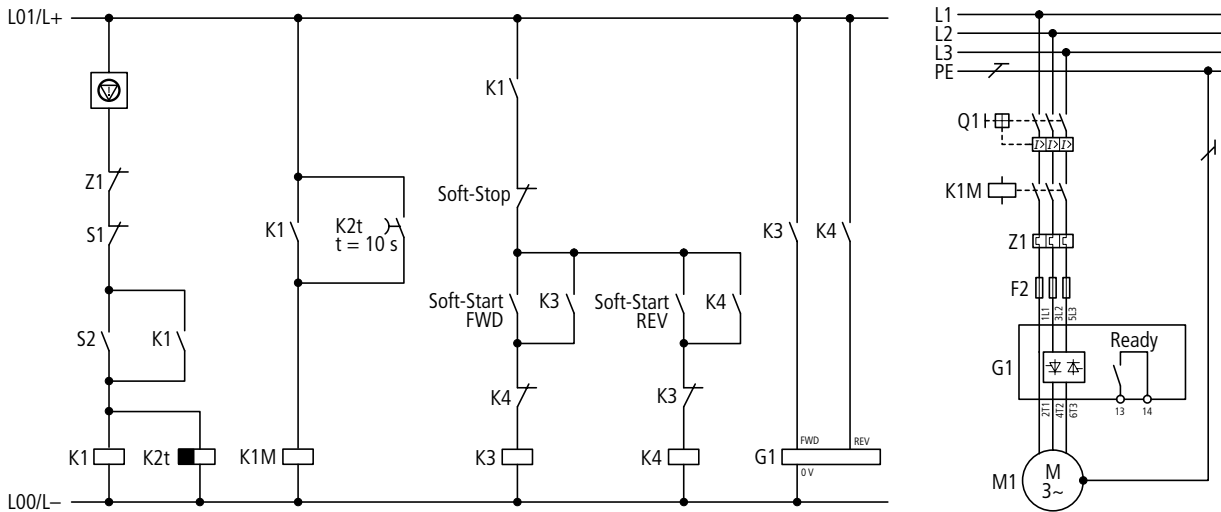 L01/L+
Z1
S1
S2
K1
K1
K2t
K1
K2t
t = 10 s
K1M
K1
Soft-Stop
Soft-Start
FWD
K3
Soft-Start
REV
K4
K4
K3
K3
K4
K3
K4
G1
FWD
REV
0 V
L00/L–
L1
L2
L3
PE
Q1
I> I> I>
K1M
Z1
F2
1L1
3L2
5L3
G1
Ready
13
14
2T1
4T2
6T3
M1
M
3~